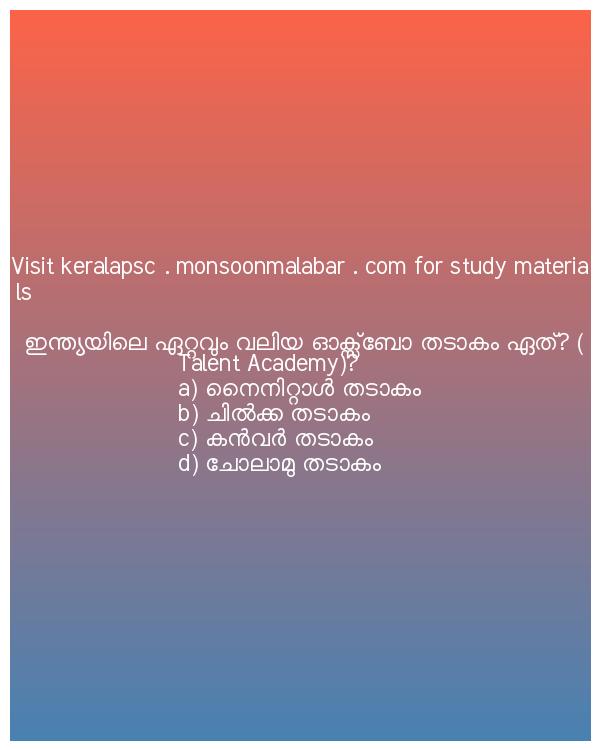 Visit keralapsc . monsoonmalabar . com for study materia
ls
ഇന്ത്യയിലെ ഏറ്റവും വലിയ ഓക്സ്ബോ തടാകം ഏത്? (
Talent Academy)?
a) നൈനിറ്റാൾ തടാകം
b) ചിൽക്ക തടാകം
c) കൻവർ തടാകം
d) ചോലാമു തടാകം